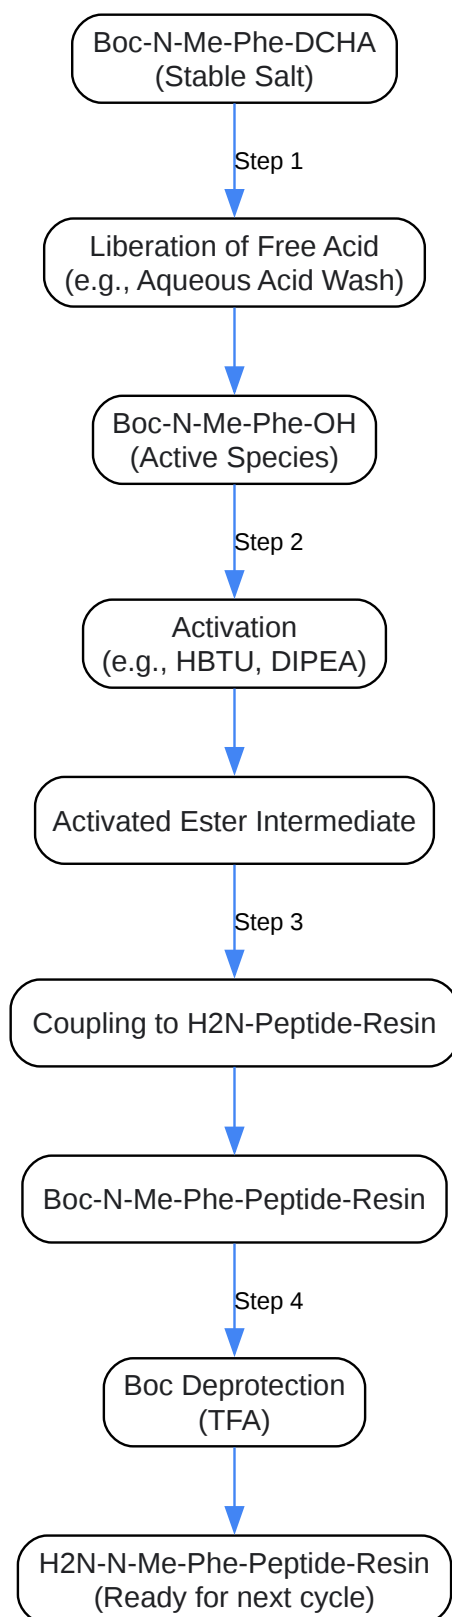 Boc-N-Me-Phe-DCHA
(Stable Salt)
Step 1
Liberation of Free Acid
(e.g., Aqueous Acid Wash)
Boc-N-Me-Phe-OH
(Active Species)
Step 2
Activation
(e.g., HBTU, DIPEA)
Activated Ester Intermediate
Step 3
Coupling to H2N-Peptide-Resin
Boc-N-Me-Phe-Peptide-Resin
Step 4
Boc Deprotection
(TFA)
H2N-N-Me-Phe-Peptide-Resin
(Ready for next cycle)